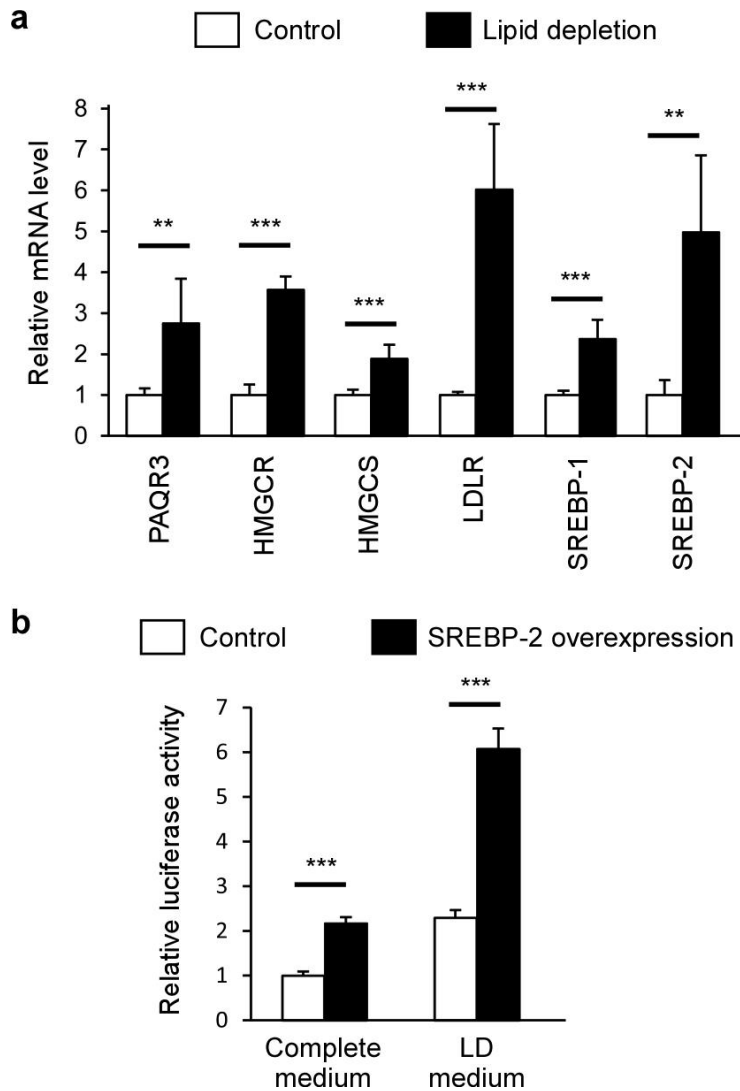 a
Control
Lipid depletion
Relative mRNA level
8
7
6
5
4
3
2
1
0
**
***
***
***
***
**
PAQR3
HMGCR
HMGCS
LDLR
SREBP-1
SREBP-2
b
Control
SREBP-2 overexpression
Relative luciferase activity
7
6
5
4
3
2
1
0
***
***
Complete
medium
LD
medium